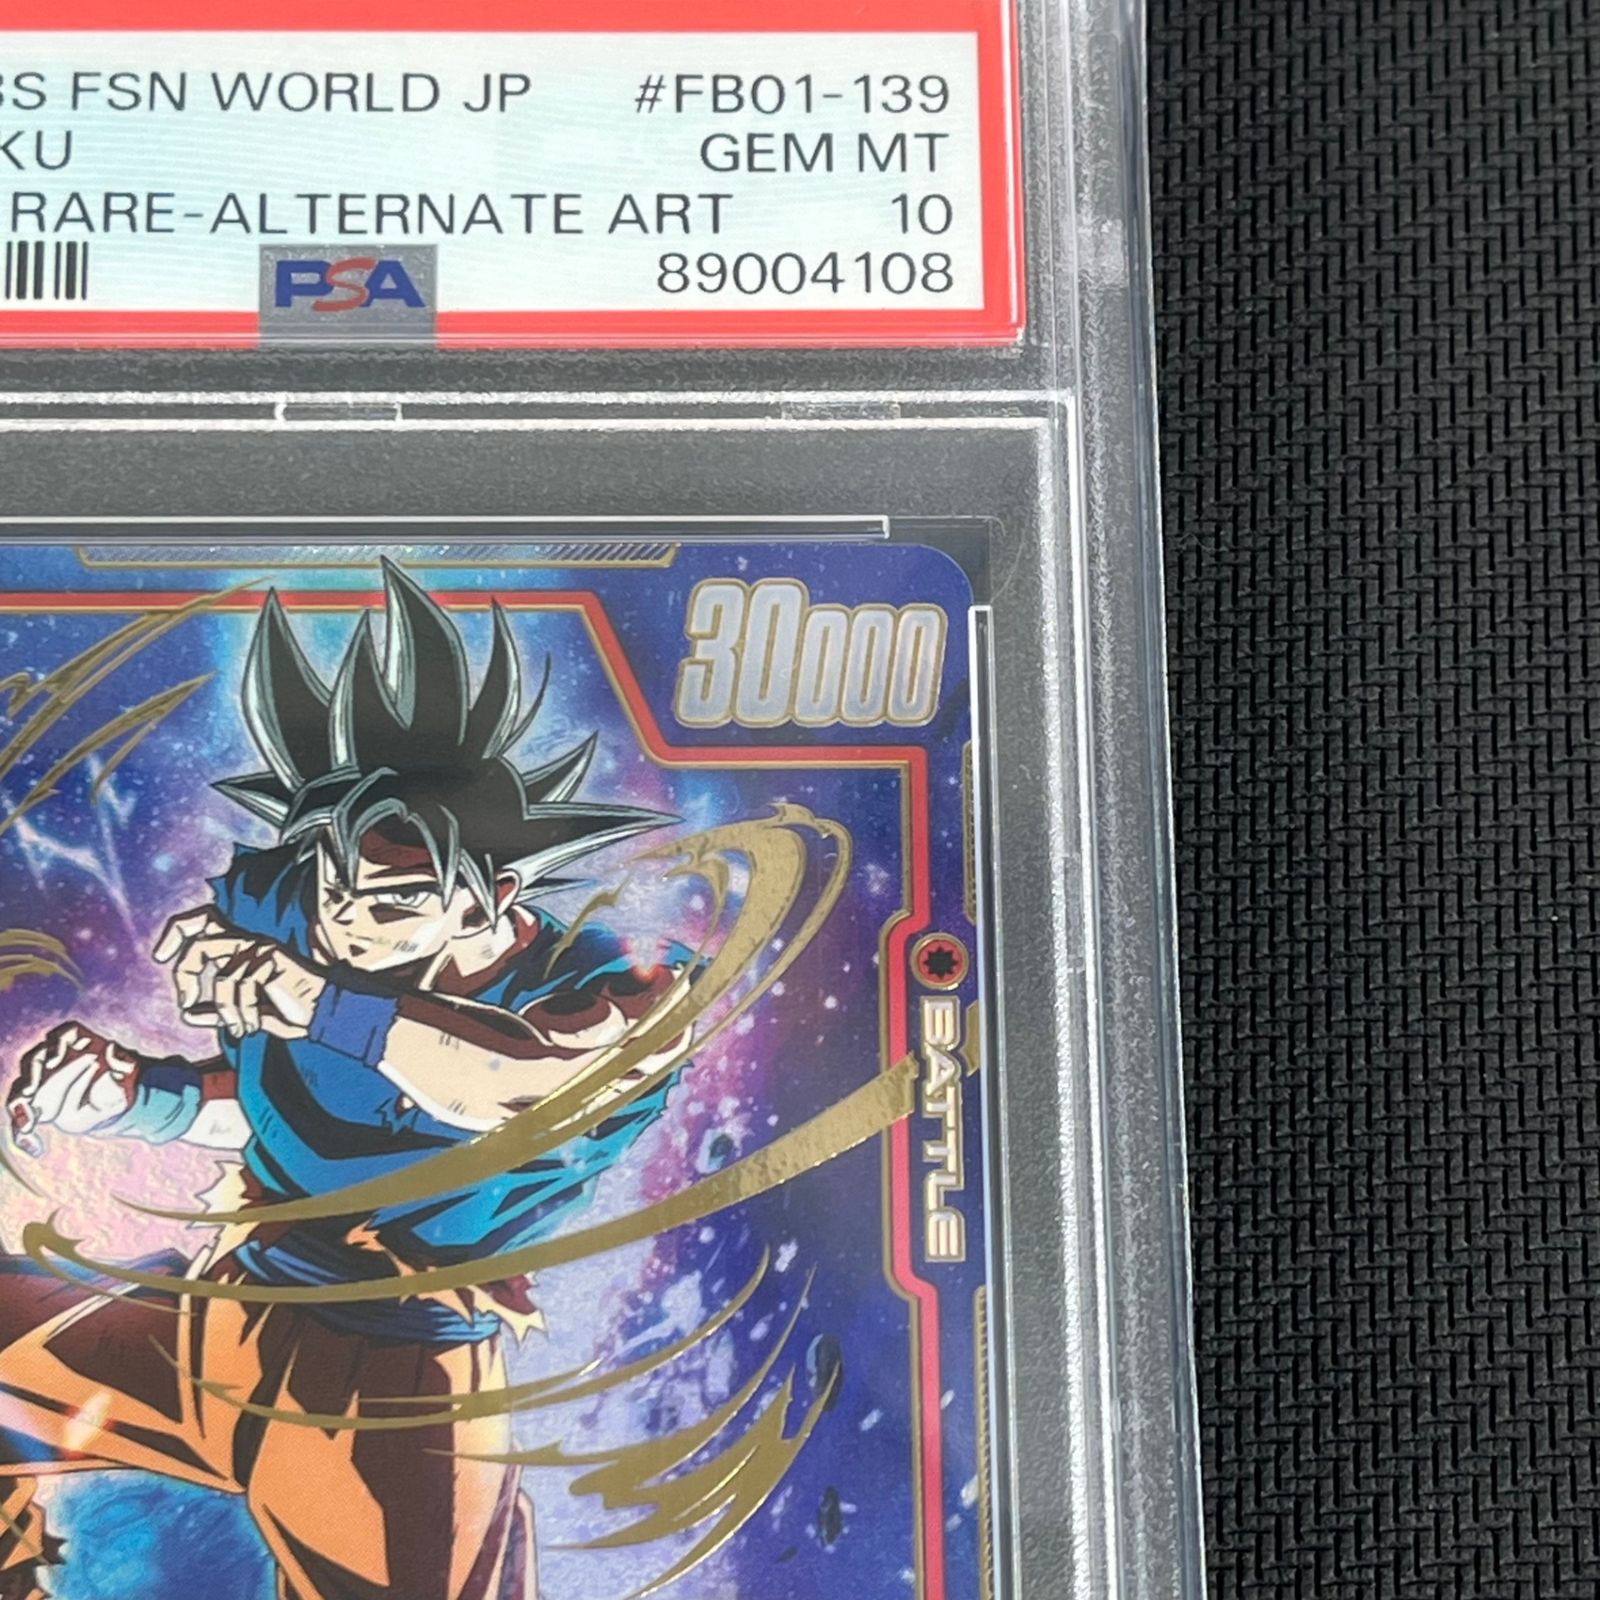 BS FSN WORLD JP #FB01-139
KU GEM MT
RARE-ALTERNATE ART 10
PSA 89004108
30000
BATTLE